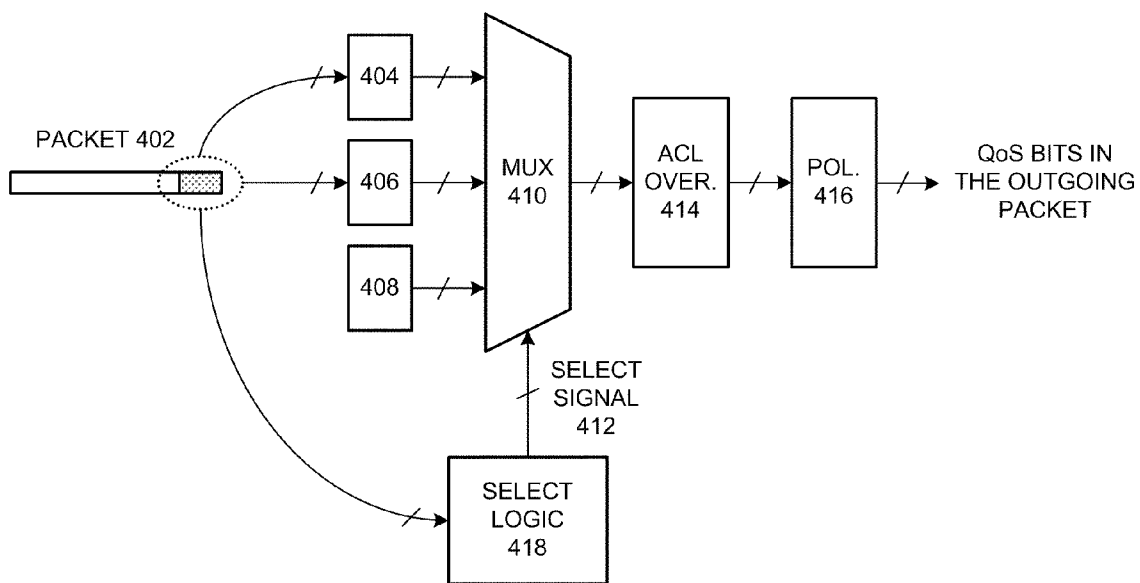 PACKET 402
404
406
408
MUX
410
ACL
OVER.
414
POL.
416
QoS BITS IN
THE OUTGOING
PACKET
SELECT
SIGNAL
412
SELECT
LOGIC
418